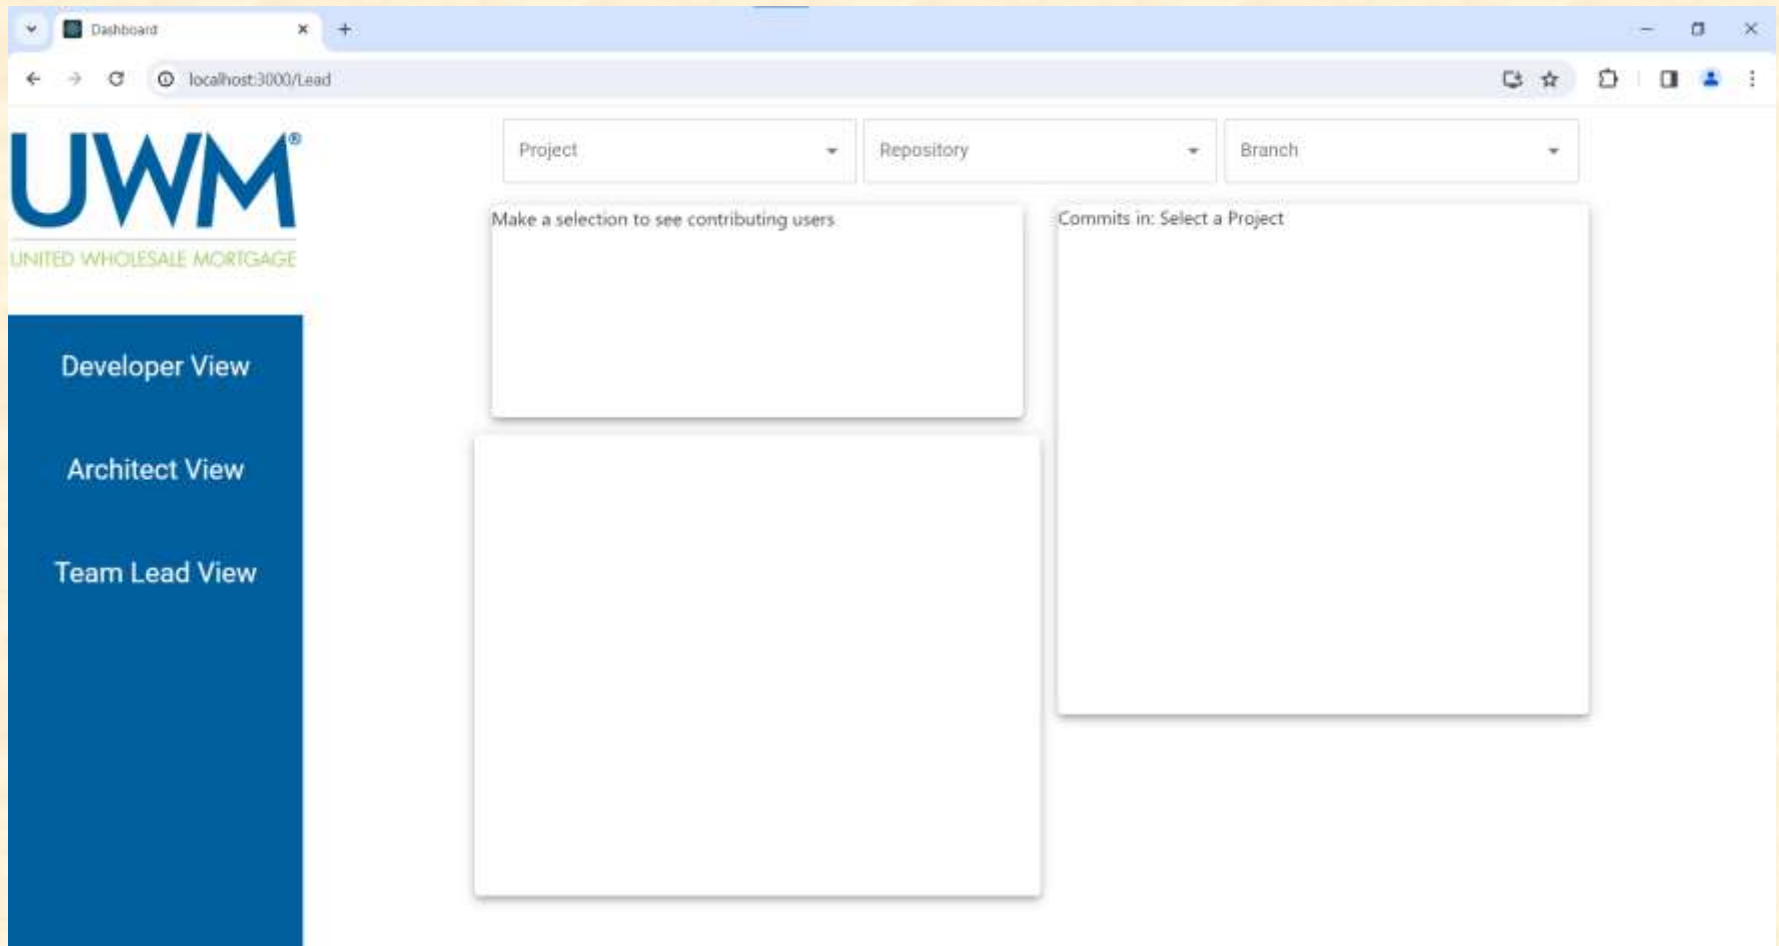 Dashboard
localhost:3000/Lead
UWM®
UNITED WHOLESALE MORTGAGE
Developer View
Architect View
Team Lead View
Project
Repository
Branch
Make a selection to see contributing users
Commits in: Select a Project